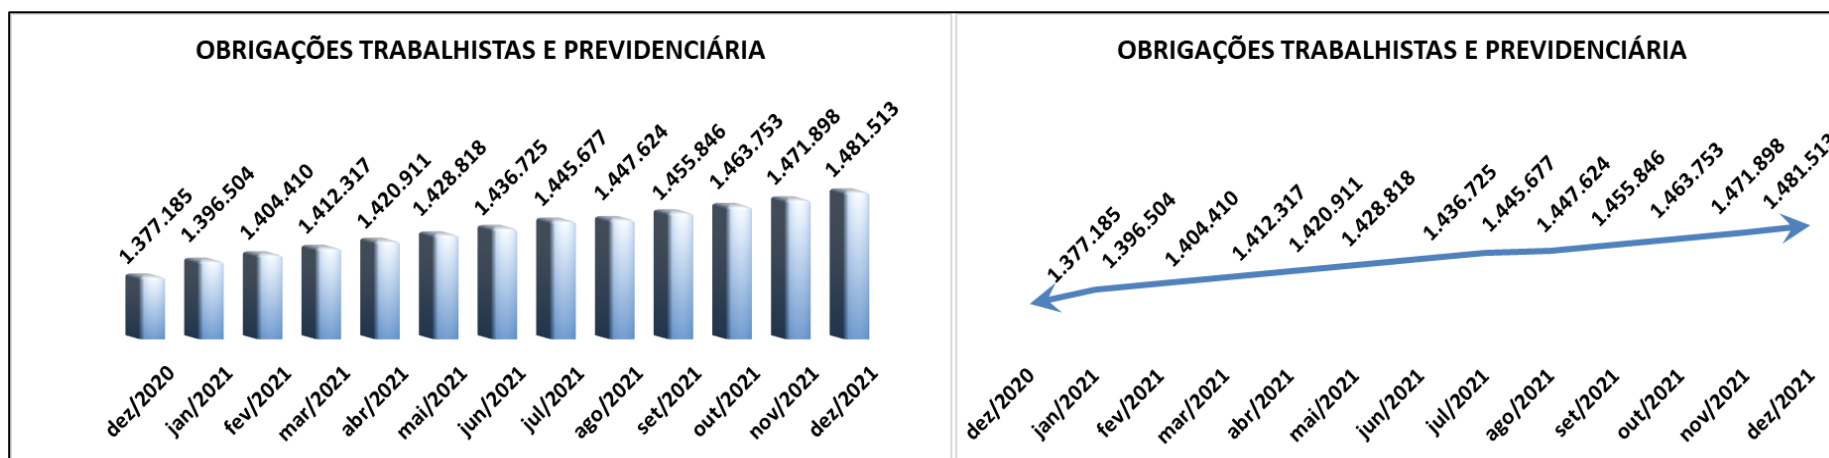 OBRIGAÇÕES TRABALHISTAS E PREVIDENCIÁRIA
1.377.185
1.396.504
1.404.410
1.412.317
1.420.911
1.428.818
1.436.725
1.445.677
1.447.624
1.455.846
1.463.753
1.471.898
1.481.513
dez/2020
jan/2021
fev/2021
mar/2021
abr/2021
mai/2021
jun/2021
jul/2021
ago/2021
set/2021
out/2021
nov/2021
dez/2021
OBRIGAÇÕES TRABALHISTAS E PREVIDENCIÁRIA
1.377.185
1.396.504
1.404.410
1.412.317
1.420.911
1.428.818
1.436.725
1.445.677
1.447.624
1.455.846
1.463.753
1.471.898
1.481.513
dez/2020
jan/2021
fev/2021
mar/2021
abr/2021
mai/2021
jun/2021
jul/2021
ago/2021
set/2021
out/2021
nov/2021
dez/2021